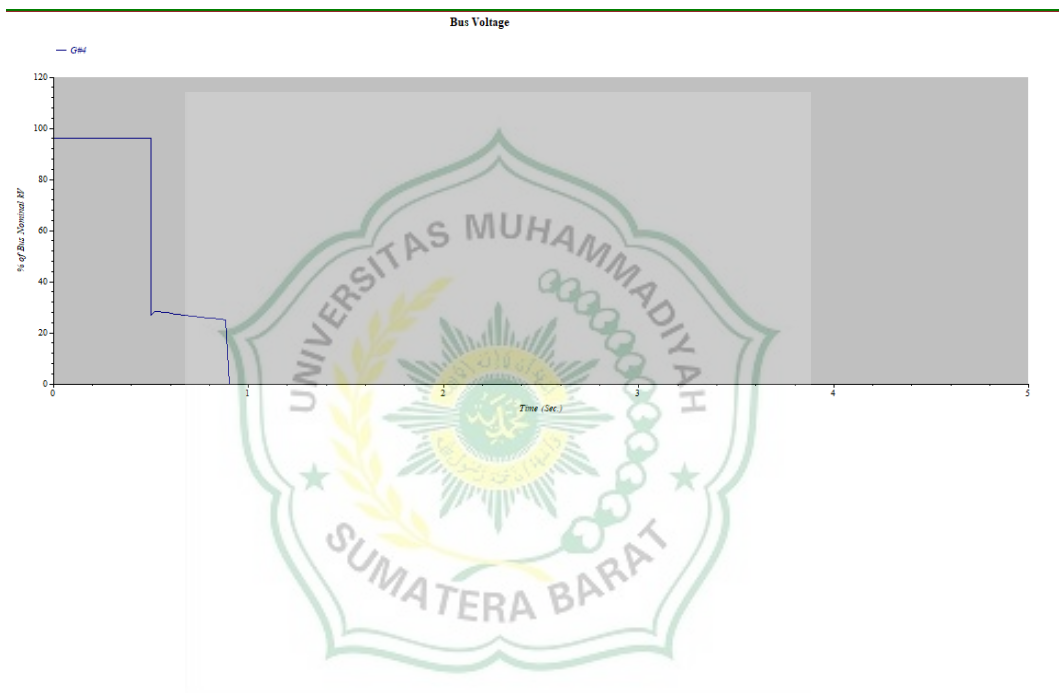 Bus Voltage
G#4
120
100
80
60
40
20
0
% of Bus Nominal kV
0 1 2 3 4 5
Time (Sec.)
UNIVERSITAS MUHAMMADIYAH
SUMATERA BARAT